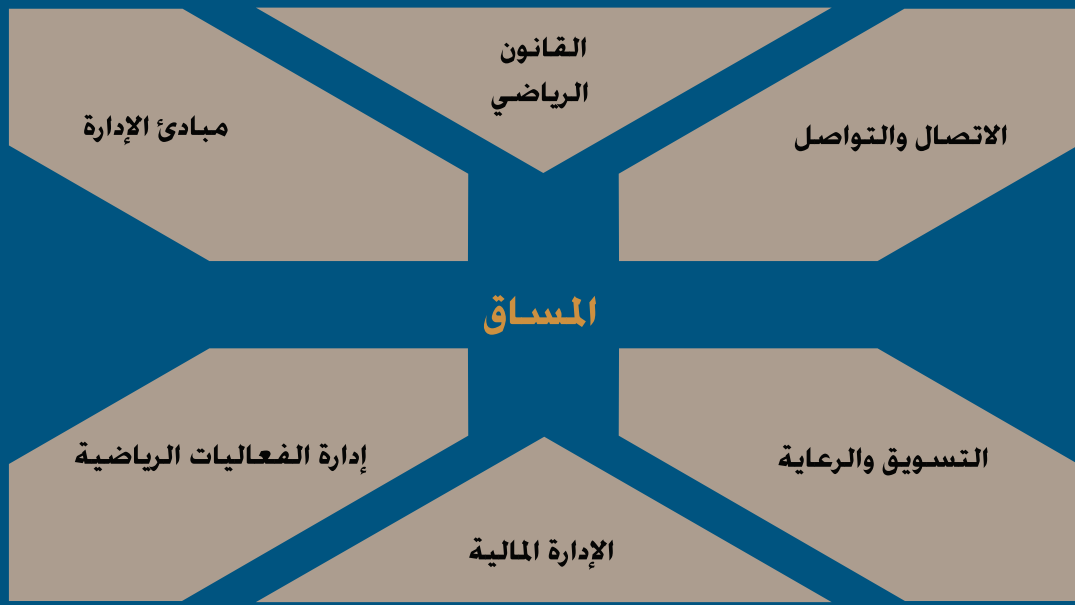 القانون
الرياضي
الاتصال والتواصل
مبادئ الإدارة
المساق
التسويق والرعاية
إدارة الفعاليات الرياضية
الإدارة المالية